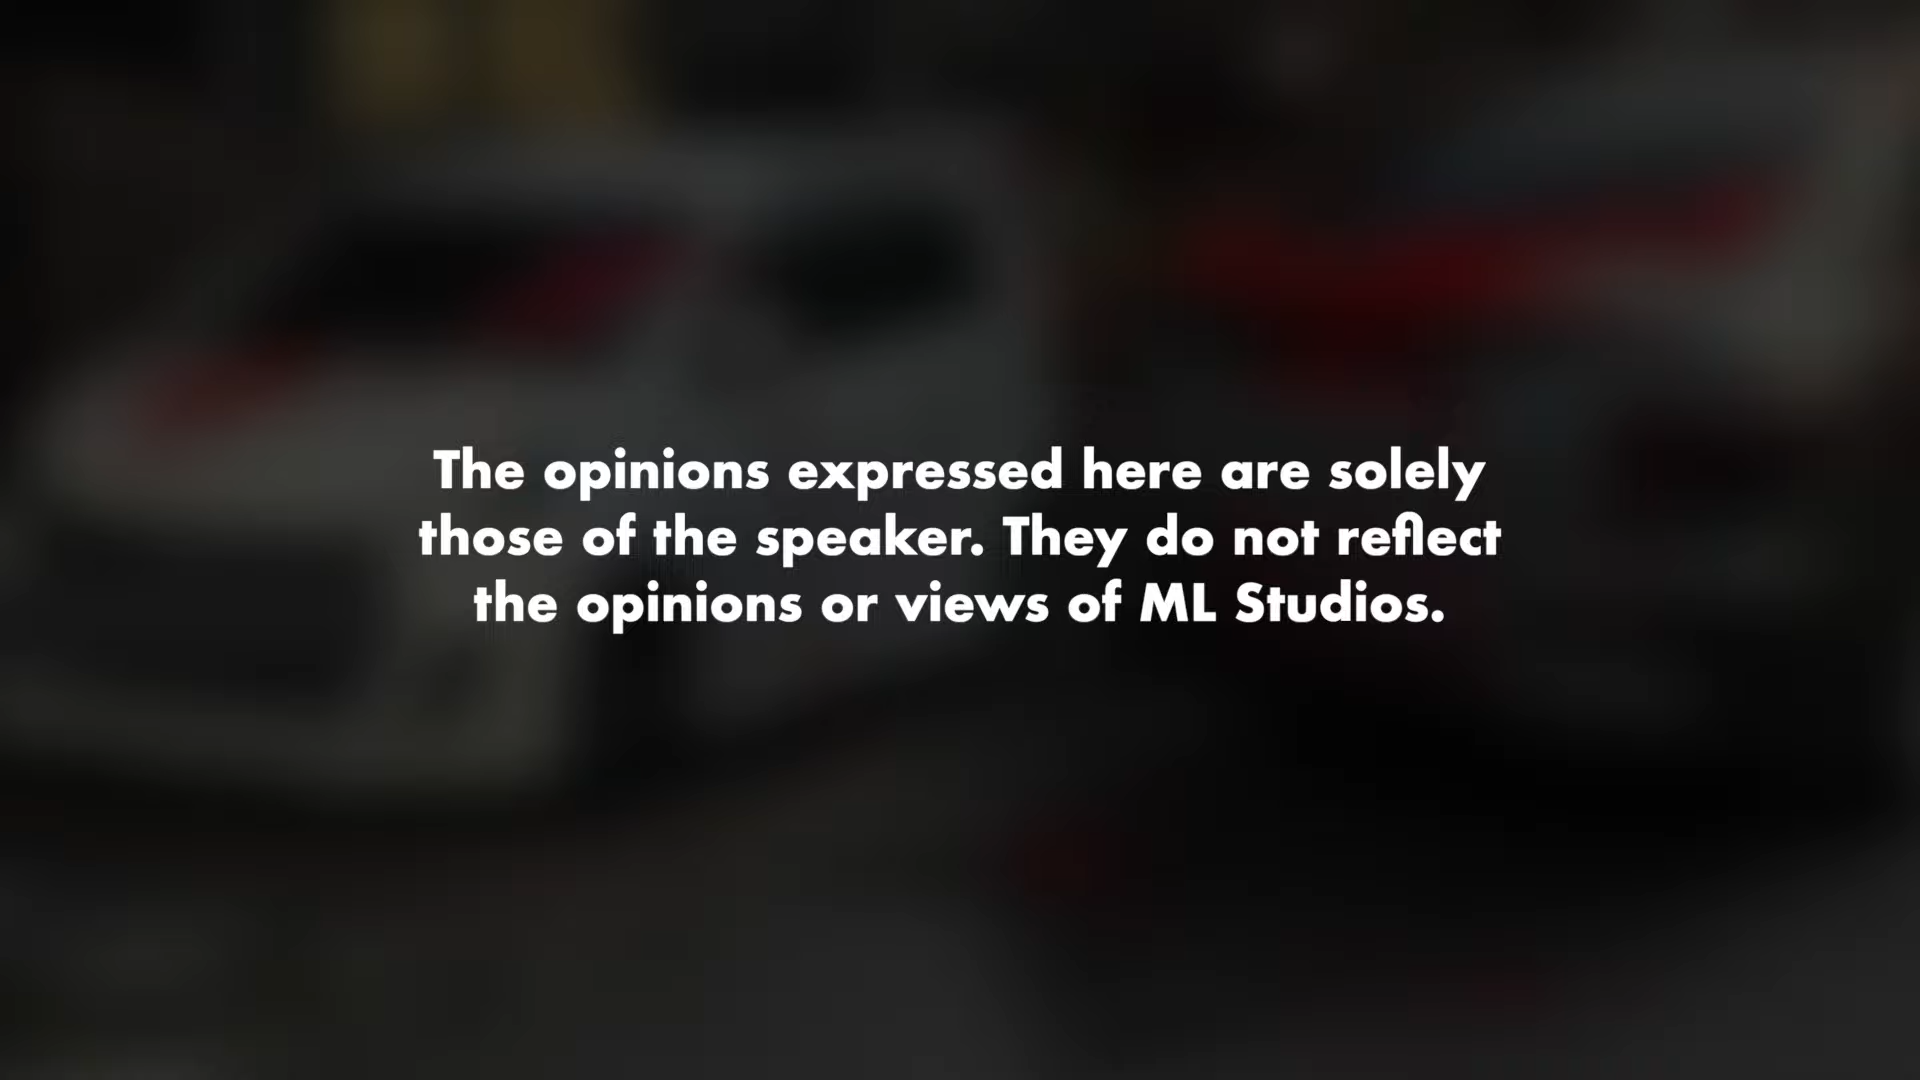 The opinions expressed here are solely
those of the speaker. They do not reflect
the opinions or views of ML Studios.